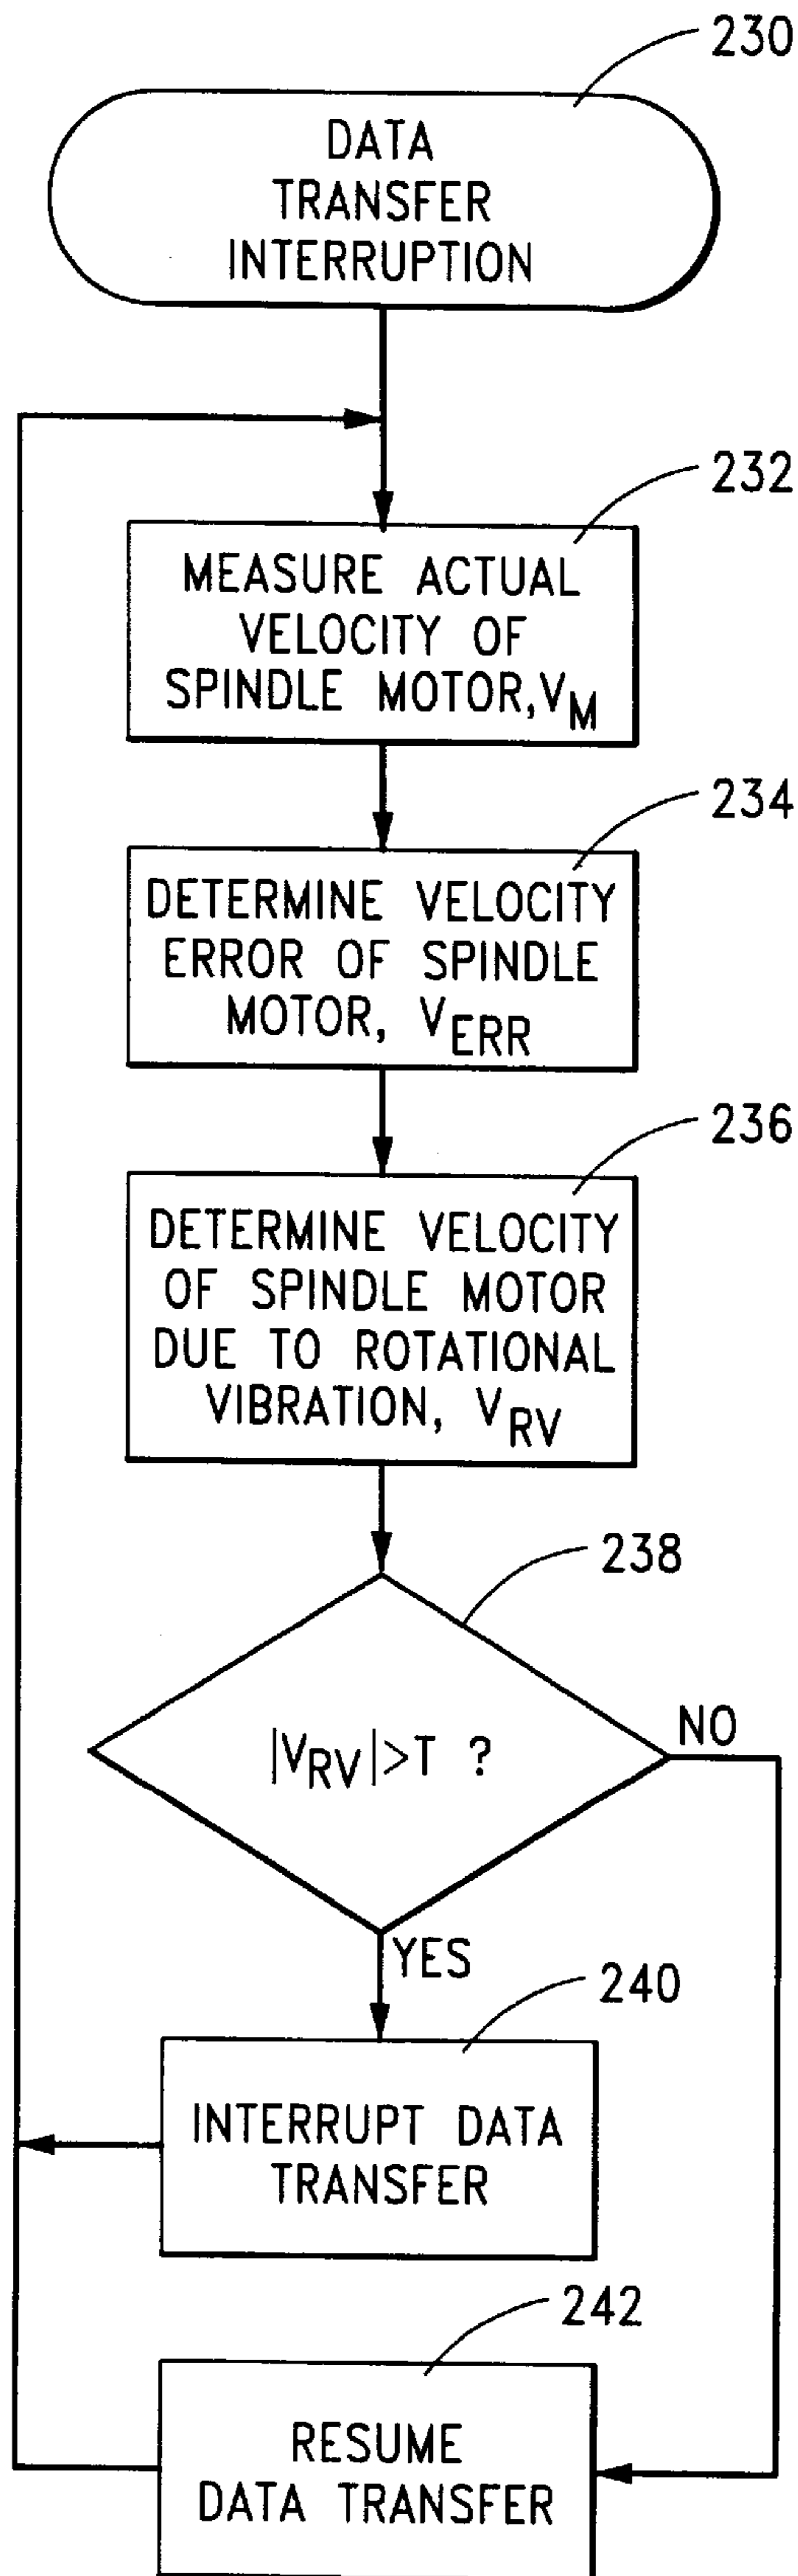 230
DATA
TRANSFER
INTERRUPTION
232
MEASURE ACTUAL
VELOCITY OF
SPINDLE MOTOR,VM
234
DETERMINE VELOCITY
ERROR OF SPINDLE
MOTOR, VERR
236
DETERMINE VELOCITY
OF SPINDLE MOTOR
DUE TO ROTATIONAL
VIBRATION, VRV
238
|VRV|>T ?
NO
YES
240
INTERRUPT DATA
TRANSFER
242
RESUME
DATA TRANSFER